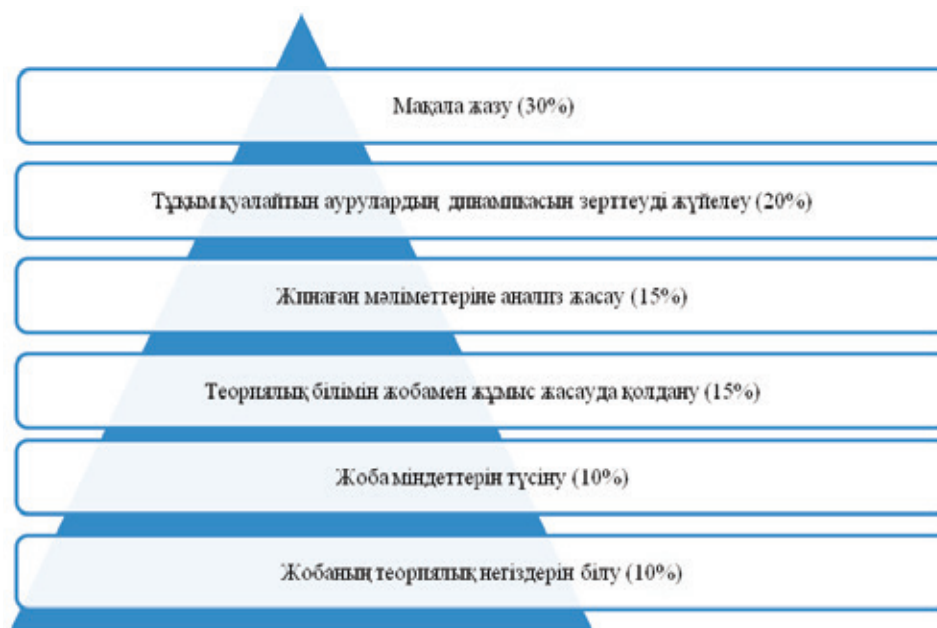 Мақала жазу (30%)
Тұқым қуалайтын аурулардың динамикасын зерттеуді жүйелеу (20%)
Жинаған мәліметтеріне анализ жасау (15%)
Теориялық білімін жобамен жұмыс жасауда қолдану (15%)
Жоба міндеттерін түсіну (10%)
Жобаның теориялық негіздерін білу (10%)